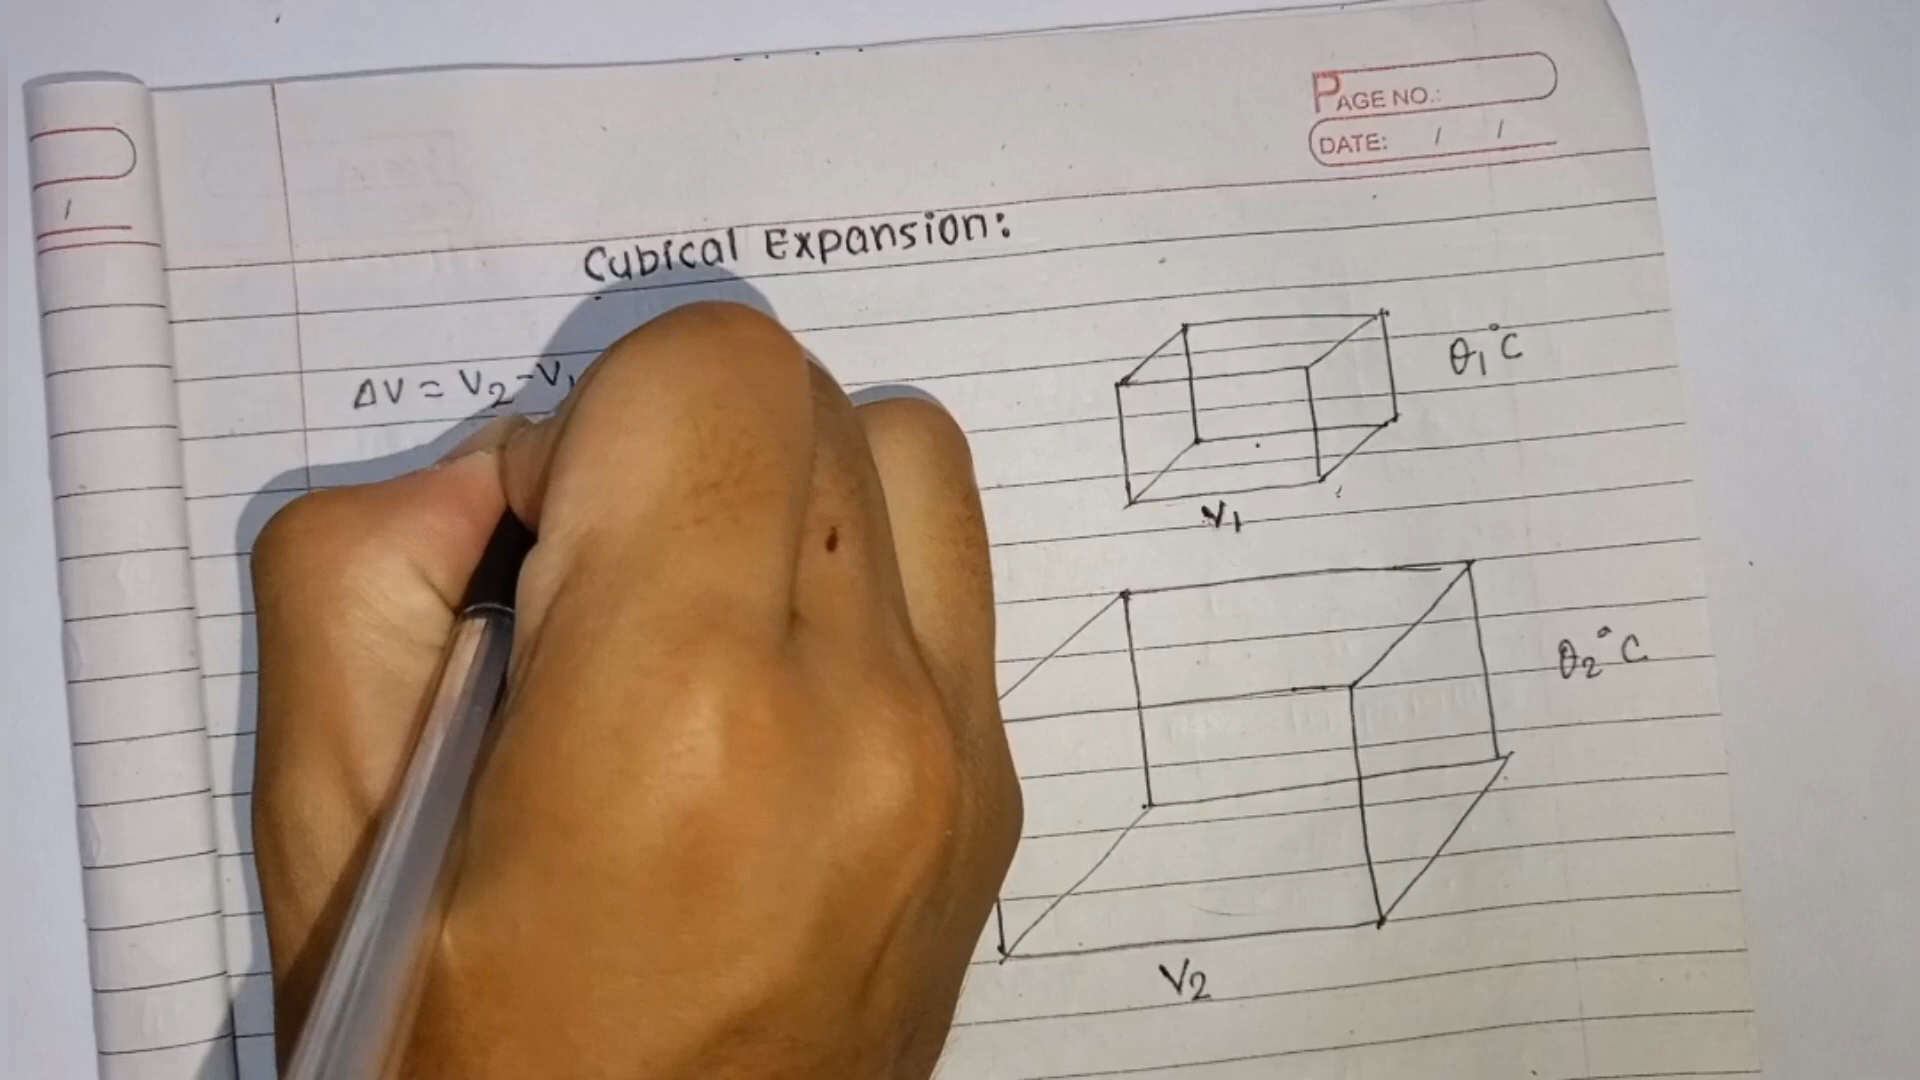 PAGE NO.:
DATE: / /
/
Cubical Expansion:
θ₁°C
ΔV = V₂ - V₁
V₁
θ₂°C
V₂